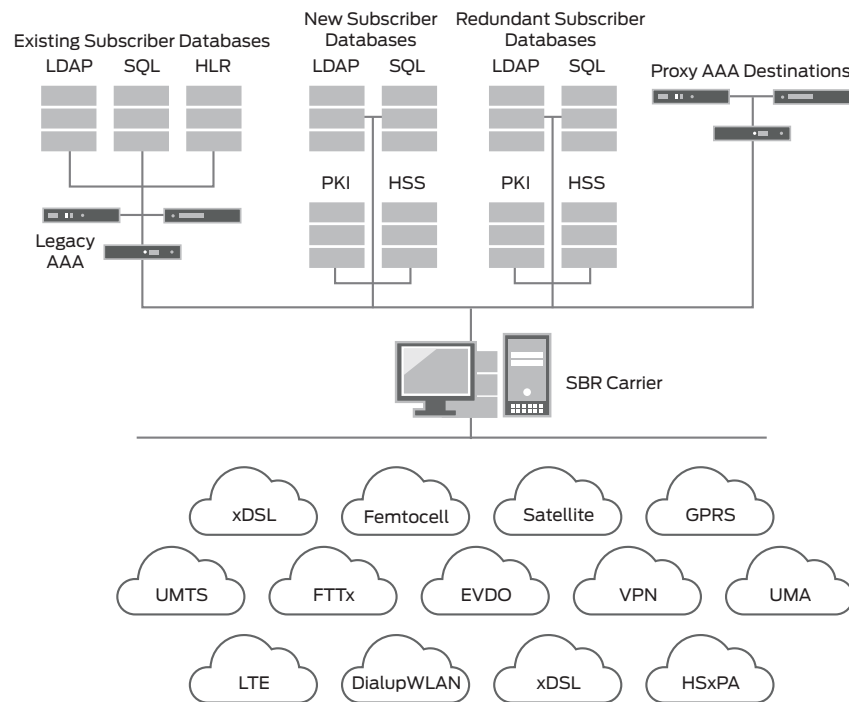 Existing Subscriber Databases
LDAP SQL HLR
New Subscriber
Databases
LDAP SQL
Redundant Subscriber
Databases
LDAP SQL
Proxy AAA Destinations
PKI HSS
PKI HSS
Legacy
AAA
SBR Carrier
xDSL
Femtocell
Satellite
GPRS
UMTS
FTTx
EVDO
VPN
UMA
LTE
DialupWLAN
xDSL
HSxPA